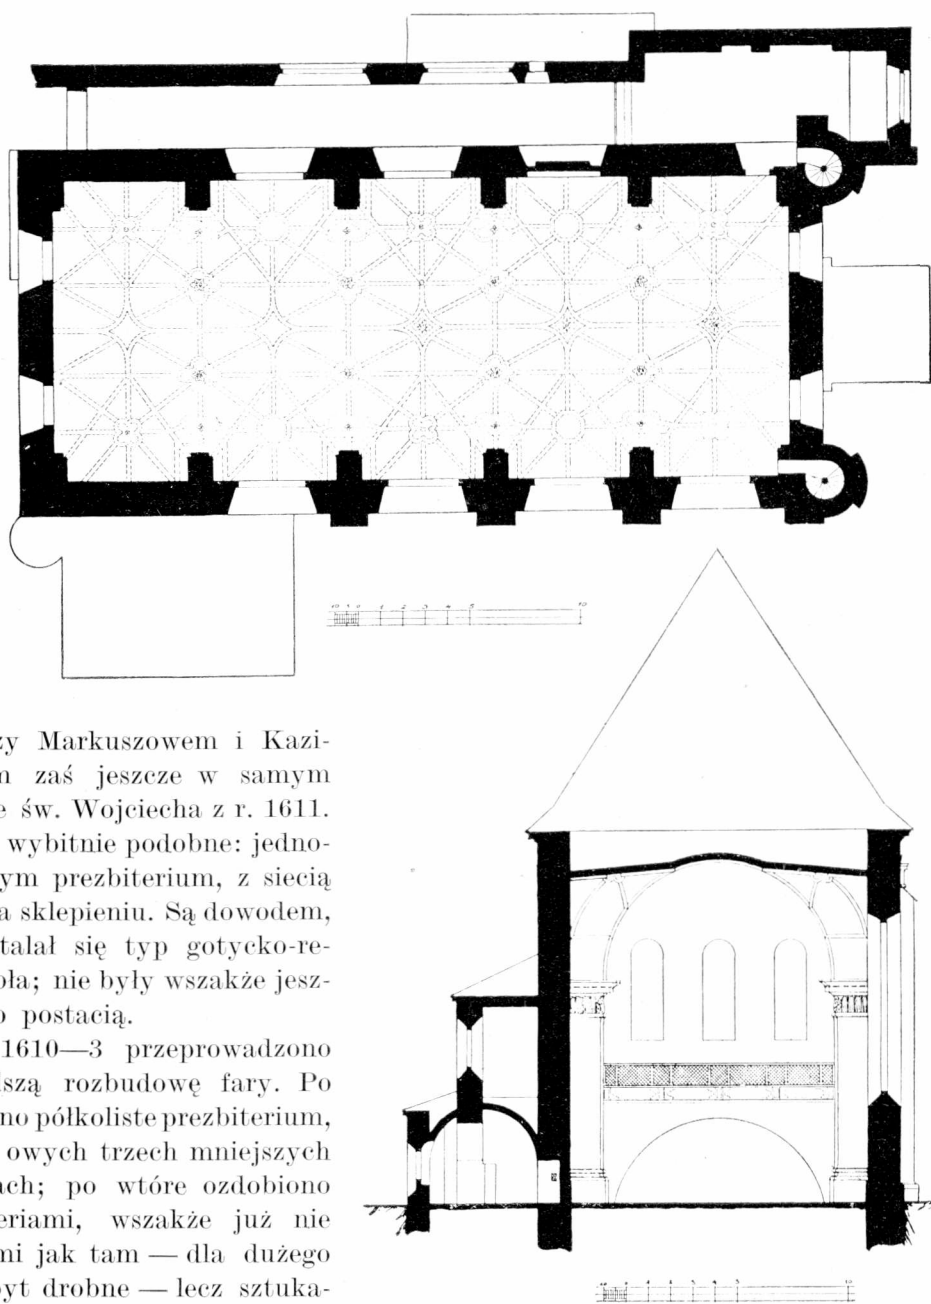 zy Markuszowem i Kazi-
zaś jeszcze w samym
św. Wojciecha z r. 1611.
wybitnie podobne: jedno-
ym prezbiterium, z siecią
a sklepieniu. Są dowodem,
talał się typ gotycko-re-
oła; nie były wszakże jesz-
postacią.
1610—3 przeprowadzono
lszą rozbudowę fary. Po
no półkoliste prezbiterium,
owych trzech mniejszych
ach; po wtóre ozdobiono
eriami, wszakże już nie
mi jak tam — dla dużego
byt drobne — lecz sztuka-